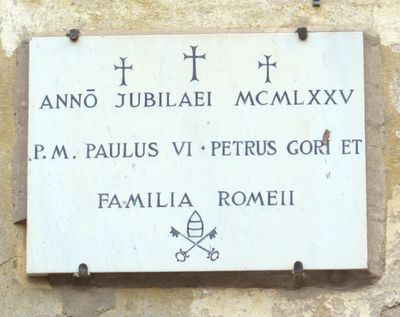 ANNŌ JUBILAEI MCMLXXV
P.M. PAULUS VI · PETRUS GORI ET
FAMILIA ROMEII